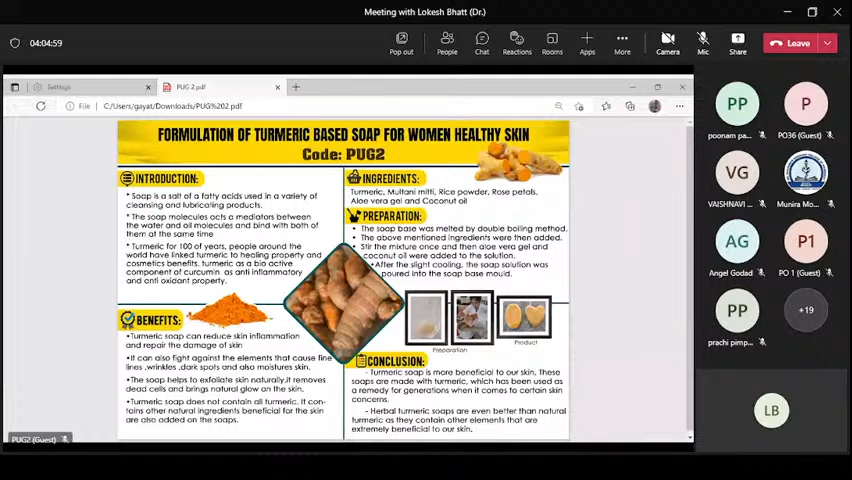 Meeting with Lokesh Bhatt (Dr.)
04:04:59
Pop out
People
Chat
Reactions
Rooms
Apps
More
Camera
Mic
Share
Leave
Settings
PUG 2.pdf
File
C:/Users/gayat/Downloads/PUG%202.pdf
FORMULATION OF TURMERIC BASED SOAP FOR WOMEN HEALTHY SKIN
Code: PUG2
INTRODUCTION:
* Soap is a salt of a fatty acids used in a variety of
cleansing and lubricating products.
* The soap molecules acts a mediators between
the water and oil molecules and bind with both of
them at the same time
* Turmeric for 100 of years, people around the
world have linked turmeric to healing property and
cosmetics benefits, turmeric as a bio active
component of curcumin as anti inflammatory
and anti oxidant property.
BENEFITS:
•Turmeric soap can reduce skin inflammation
and repair the damage of skin
•It can also fight against the elements that cause fine
lines ,wrinkles ,dark spots and also moistures skin.
•The soap helps to exfoliate skin naturally,it removes
dead cells and brings natural glow on the skin.
•Turmeric soap does not contain all turmeric. It con-
tains other natural ingredients beneficial for the skin
are also added on the soaps.
INGREDIENTS:
Turmeric, Multani mitti, Rice powder, Rose petals,
Aloe vera gel and Coconut oil
PREPARATION:
• The soap base was melted by double boiling method.
• The above mentioned ingredients were then added.
• Stir the mixture once and then aloe vera gel and
coconut oil were added to the solution.
•After the slight cooling, the soap solution was
poured into the soap base mould.
Preparation
Product
CONCLUSION:
- Turmeric soap is more beneficial to our skin. These
soaps are made with turmeric, which has been used as
a remedy for generations when it comes to certain skin
concerns.
- Herbal turmeric soaps are even better than natural
turmeric as they contain other elements that are
extremely beneficial to our skin.
PUG2 (Guest)
PP
poonam pa...
P
PO36 (Guest)
VG
VAISHNAVI ...
Munira Mo...
AG
Angel Godad
P1
PO 1 (Guest)
PP
prachi pimp...
+19
LB